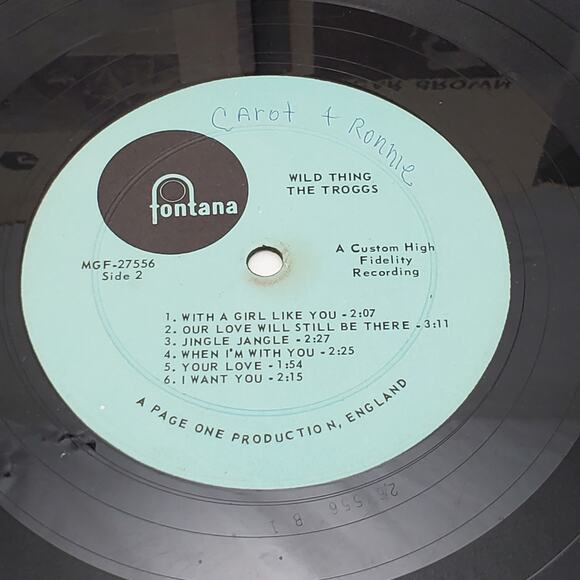 Carol + Ronnie
WILD THING
THE TROGGS
fontana
MGF-27556
Side 2
A Custom High
Fidelity
Recording
1. WITH A GIRL LIKE YOU - 2:07
2. OUR LOVE WILL STILL BE THERE - 3:11
3. JINGLE JANGLE - 2:27
4. WHEN I'M WITH YOU - 2:25
5. YOUR LOVE - 1:54
6. I WANT YOU - 2:15
A PAGE ONE PRODUCTION, ENGLAND